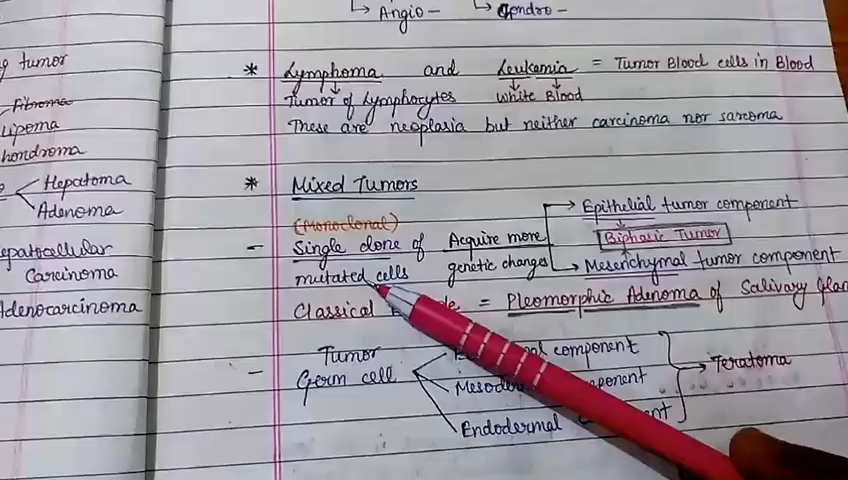 Angio - Chondro -
g tumor
Fibroma
Lipoma
hondroma
Hepatoma
Adenoma
epatocellular
Carcinoma
Adenocarcinoma
* Lymphoma and Leukemia = Tumor Blood cells in Blood
Tumor of Lymphocytes White Blood
These are neoplasia but neither carcinoma nor sarcoma
* Mixed Tumors
(Monoclonal)
- Single clone of mutated cells
Acquire more genetic changes
Epithelial tumor component
Biphasic Tumor
Mesenchymal tumor component
Classical = Pleomorphic Adenoma of Salivary Glan
- Tumor Germ cell
component
Mesode ponent
Endodermal
Teratoma